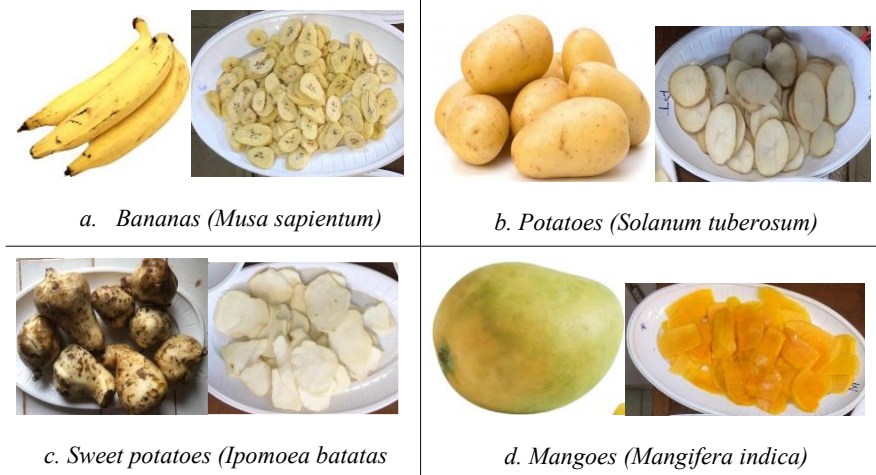 a. Bananas (Musa sapientum)
b. Potatoes (Solanum tuberosum)
c. Sweet potatoes (Ipomoea batatas
d. Mangoes (Mangifera indica)